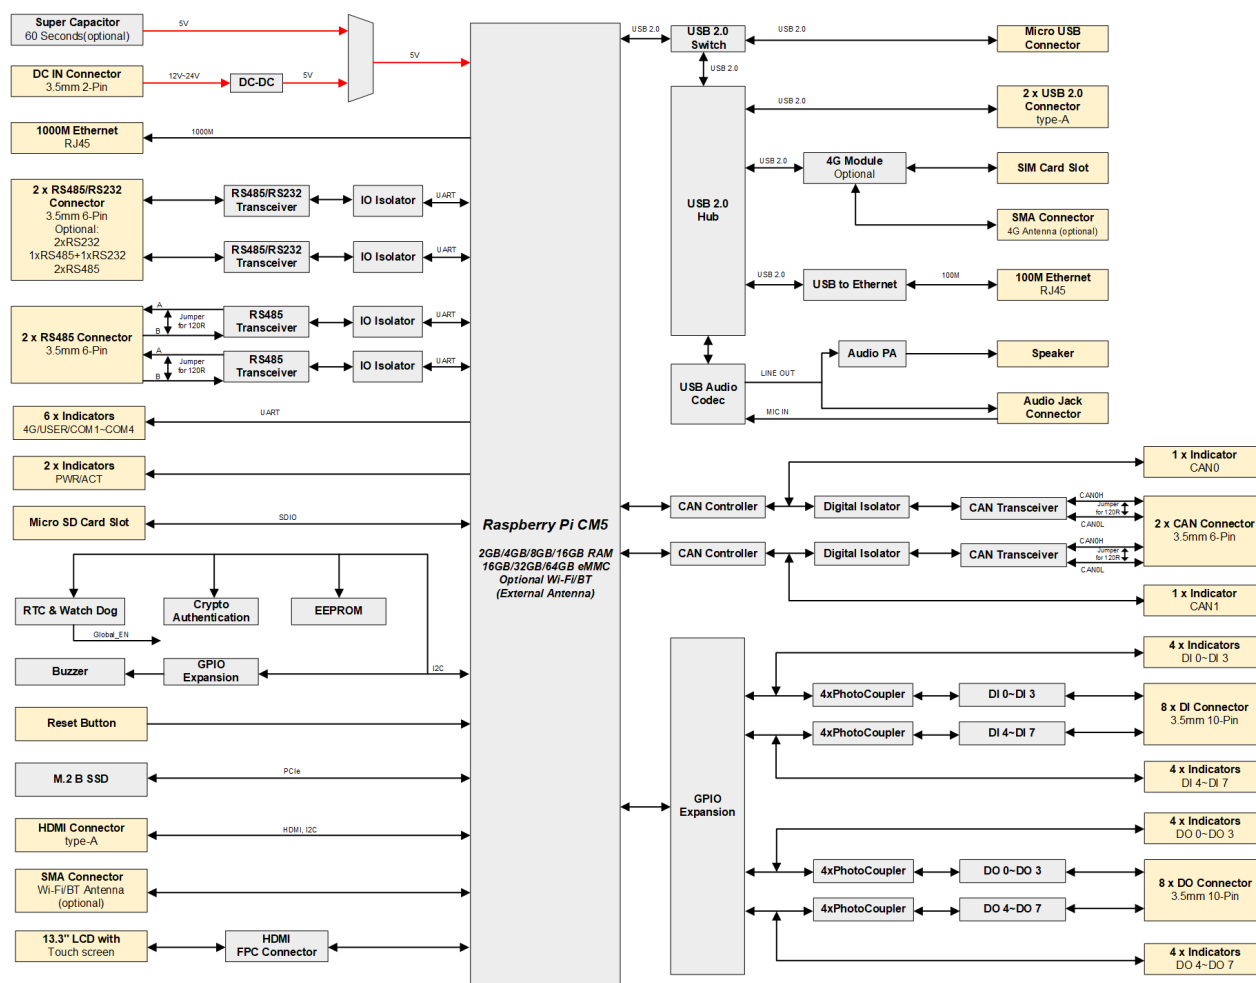 Super Capacitor
60 Seconds(optional)
5V
DC IN Connector
3.5mm 2-Pin
12V~24V
DC-DC
5V
5V
1000M Ethernet
RJ45
1000M
2 x RS485/RS232
Connector
3.5mm 6-Pin
Optional:
2xRS232
1xRS485+1xRS232
2xRS485
RS485/RS232
Transceiver
IO Isolator
UART
RS485/RS232
Transceiver
IO Isolator
UART
2 x RS485 Connector
3.5mm 6-Pin
A
Jumper
for 120R
B
RS485
Transceiver
IO Isolator
UART
A
Jumper
for 120R
B
RS485
Transceiver
IO Isolator
UART
6 x Indicators
4G/USER/COM1~COM4
UART
2 x Indicators
PWR/ACT
Micro SD Card Slot
SDIO
RTC & Watch Dog
Crypto
Authentication
EEPROM
Global_EN
Buzzer
GPIO
Expansion
I2C
Reset Button
M.2 B SSD
PCIe
HDMI Connector
type-A
HDMI, I2C
SMA Connector
Wi-Fi/BT Antenna
(optional)
13.3" LCD with
Touch screen
HDMI
FPC Connector
Raspberry Pi CM5
2GB/4GB/8GB/16GB RAM
16GB/32GB/64GB eMMC
Optional Wi-Fi/BT
(External Antenna)
USB 2.0
USB 2.0
Switch
USB 2.0
Micro USB
Connector
USB 2.0
USB 2.0
Hub
USB 2.0
2 x USB 2.0
Connector
type-A
USB 2.0
4G Module
Optional
SIM Card Slot
SMA Connector
4G Antenna (optional)
USB 2.0
USB to Ethernet
100M
100M Ethernet
RJ45
USB Audio
Codec
LINE OUT
Audio PA
Speaker
MIC IN
Audio Jack
Connector
1 x Indicator
CAN0
CAN Controller
Digital Isolator
CAN Transceiver
CAN0H
Jumper
for 120R
CAN0L
2 x CAN Connector
3.5mm 6-Pin
CAN Controller
Digital Isolator
CAN Transceiver
CAN0H
Jumper
for 120R
CAN0L
1 x Indicator
CAN1
GPIO
Expansion
4 x Indicators
DI 0~DI 3
4xPhotoCoupler
DI 0~DI 3
8 x DI Connector
3.5mm 10-Pin
4xPhotoCoupler
DI 4~DI 7
4 x Indicators
DI 4~DI 7
4 x Indicators
DO 0~DO 3
4xPhotoCoupler
DO 0~DO 3
8 x DO Connector
3.5mm 10-Pin
4xPhotoCoupler
DO 4~DO 7
4 x Indicators
DO 4~DO 7